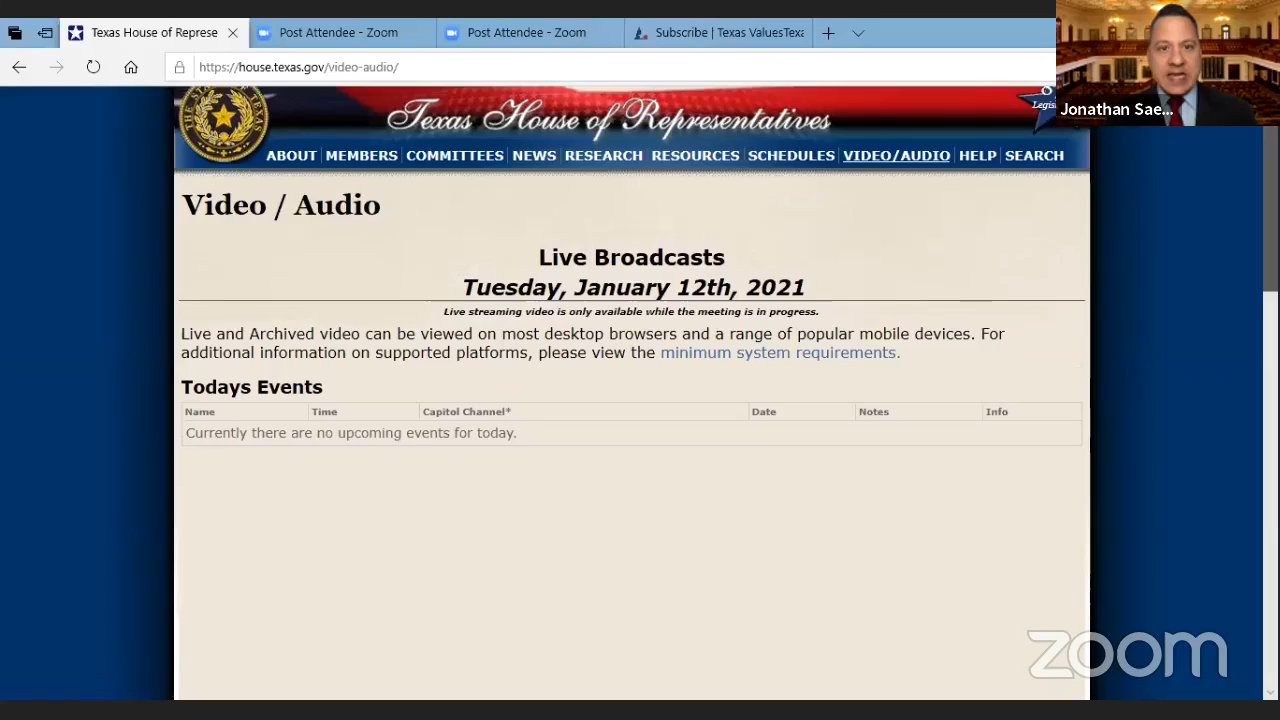 Texas House of Represe
Post Attendee - Zoom
Post Attendee - Zoom
Subscribe | Texas ValuesTexa
https://house.texas.gov/video-audio/
Jonathan Sae...
Texas House of Representatives
Legis
ABOUT MEMBERS COMMITTEES NEWS RESEARCH RESOURCES SCHEDULES VIDEO/AUDIO HELP SEARCH
Video / Audio
Live Broadcasts
Tuesday, January 12th, 2021
Live streaming video is only available while the meeting is in progress.
Live and Archived video can be viewed on most desktop browsers and a range of popular mobile devices. For
additional information on supported platforms, please view the minimum system requirements.
Todays Events
Name Time Capitol Channel* Date Notes Info
Currently there are no upcoming events for today.
zoom